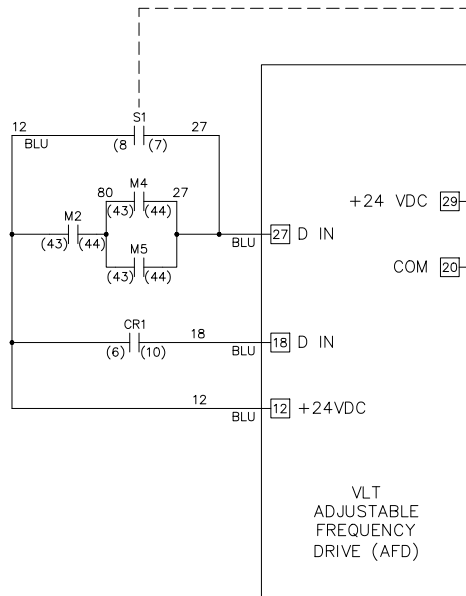 S1
12 27
BLU (8 (7)
80 M4 27
M2 (43) (44)
+24 VDC 29
(43) (44) M5 BLU 27 D IN
(43) (44)
COM 20
CR1 18
(6) (10) BLU 18 D IN
12
BLU 12 +24VDC
VLT
ADJUSTABLE
FREQUENCY
DRIVE (AFD)